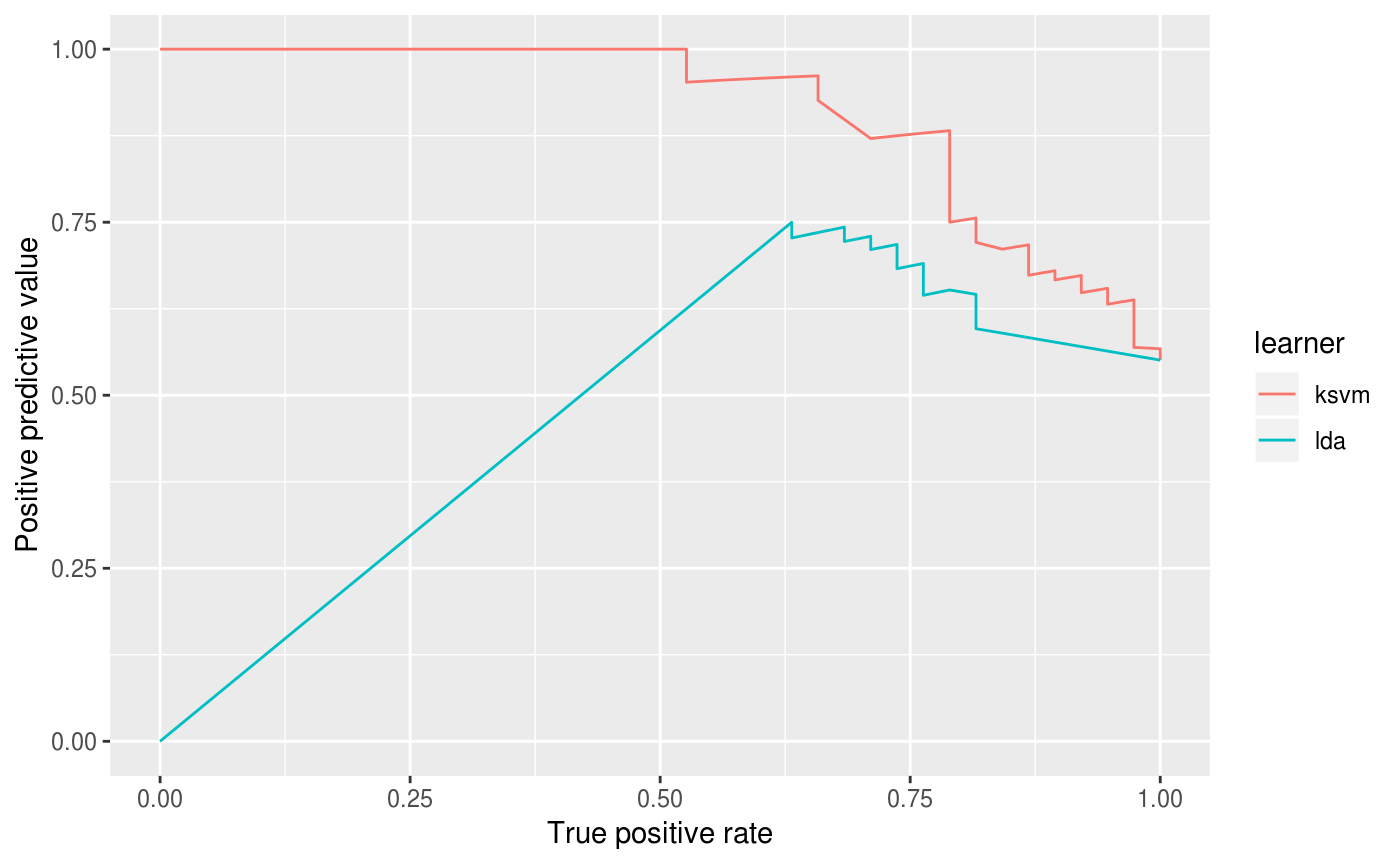 1.00
0.75
0.50
0.25
0.00
Positive predictive value
0.00 0.25 0.50 0.75 1.00
True positive rate
learner
ksvm
lda